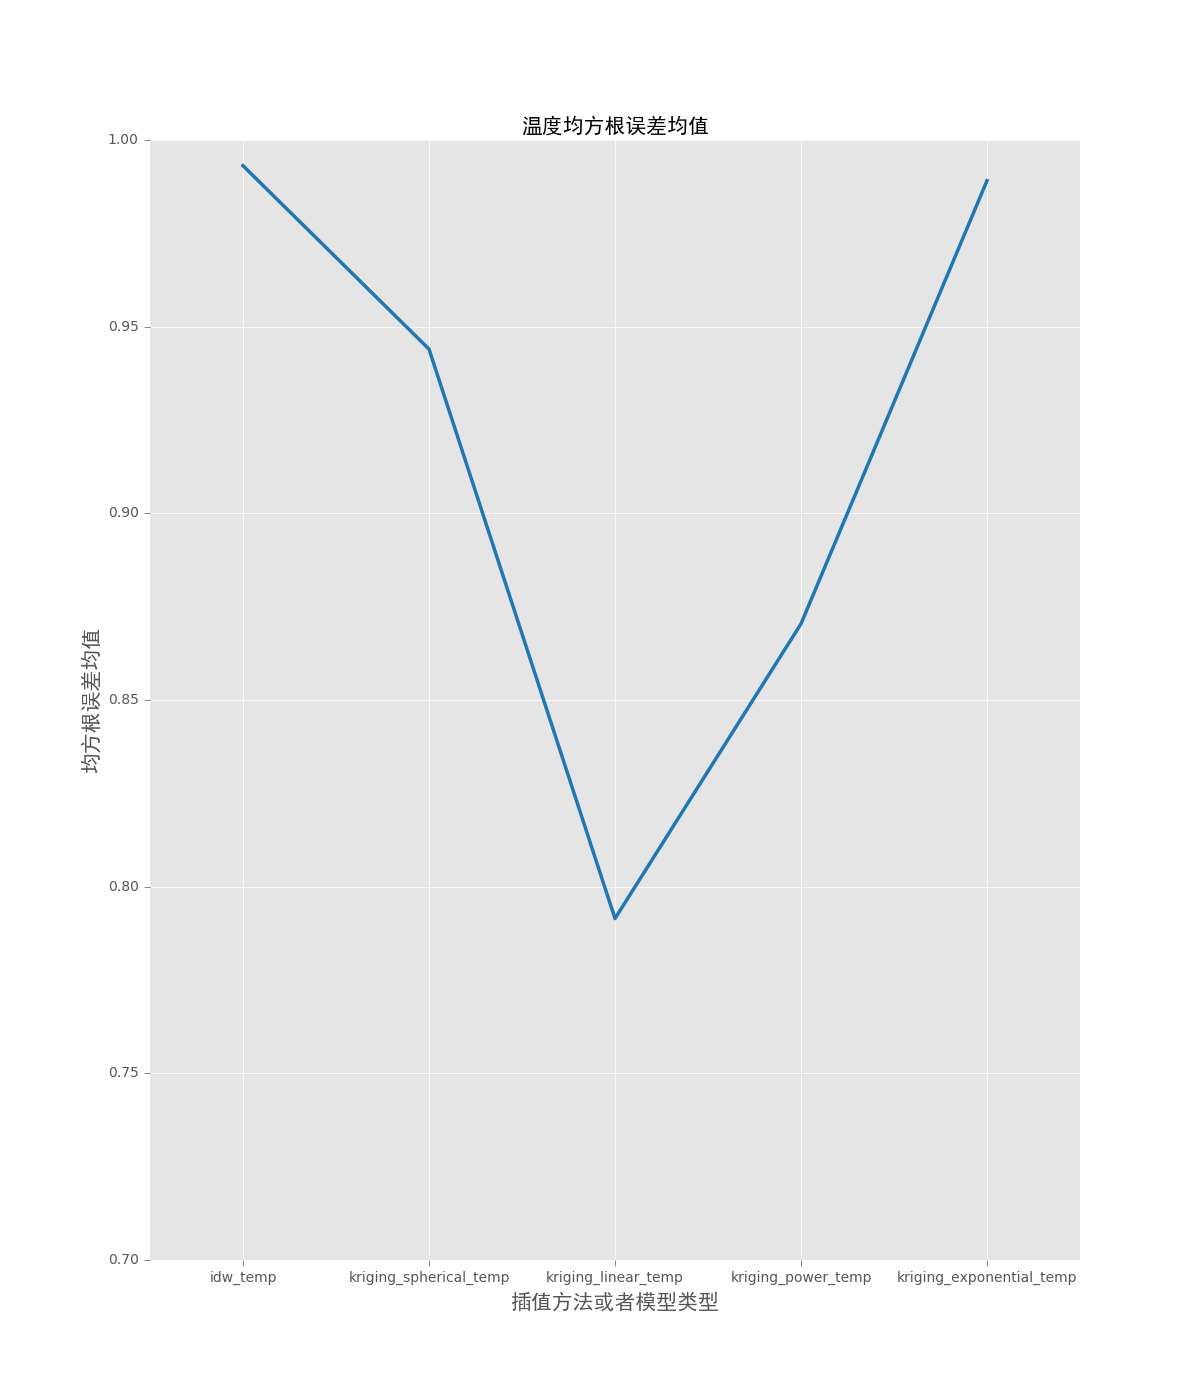 温度均方根误差均值
1.00
0.95
0.90
0.85
0.80
0.75
0.70
均方根误差均值
idw_temp
kriging_spherical_temp
kriging_linear_temp
kriging_power_temp
kriging_exponential_temp
插值方法或者模型类型